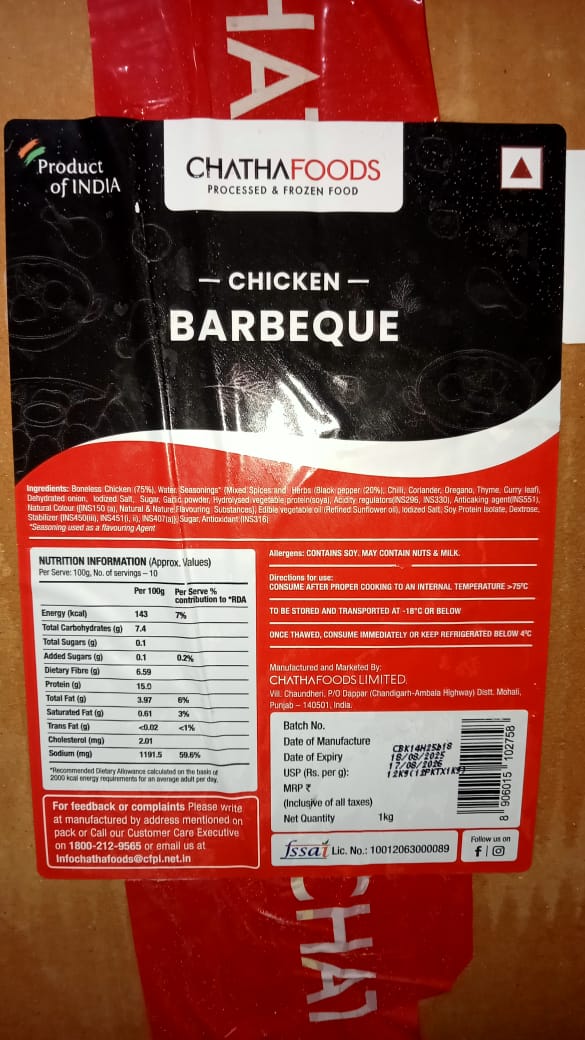 HA
Product
of INDIA
CHATHAFOODS
PROCESSED & FROZEN FOOD
— CHICKEN —
BARBEQUE
Ingredients: Boneless Chicken (75%), Water, Seasonings* (Mixed Spices and Herbs (Black pepper (20%), Chilli, Coriander, Oregano, Thyme, Curry leaf),
Dehydrated onion, Iodized Salt, Sugar, Garlic powder, Hydrolysed vegetable protein(soya), Acidity regulators(INS296, INS330), Anticaking agent(INS551),
Natural Colour ((INS150 (a), Natural & Nature Flavouring Substances), Edible vegetable oil (Refined Sunflower oil), Iodized Salt, Soy Protein Isolate, Dextrose,
Stabilizer (INS450(iii), INS451(i, ii), INS407(a)); Sugar, Antioxidant (INS316)
*Seasoning used as a flavouring Agent
NUTRITION INFORMATION (Approx. Values)
Per Serve: 100g, No. of servings – 10
Per 100g Per Serve %
contribution to *RDA
Energy (kcal) 143 7%
Total Carbohydrates (g) 7.4
Total Sugars (g) 0.1
Added Sugars (g) 0.1 0.2%
Dietary Fibre (g) 6.59
Protein (g) 15.0
Total Fat (g) 3.97 6%
Saturated Fat (g) 0.61 3%
Trans Fat (g) <0.02 <1%
Cholesterol (mg) 2.01
Sodium (mg) 1191.5 59.6%
*Recommended Dietary Allowance calculated on the basis of
2000 kcal energy requirements for an average adult per day.
For feedback or complaints Please write
at manufactured by address mentioned on
pack or Call our Customer Care Executive
on 1800-212-9565 or email us at
Infochathafoods@cfpl.net.in
Allergens: CONTAINS SOY. MAY CONTAIN NUTS & MILK.
Directions for use:
CONSUME AFTER PROPER COOKING TO AN INTERNAL TEMPERATURE >75°C
TO BE STORED AND TRANSPORTED AT -18°C OR BELOW
ONCE THAWED, CONSUME IMMEDIATELY OR KEEP REFRIGERATED BELOW 4°C
Manufactured and Marketed By:
CHATHAFOODS LIMITED.
Vill. Chaundheri, P/O Dappar (Chandigarh-Ambala Highway) Distt. Mohali,
Punjab – 140501, India.
Batch No. CBK14H25B18
Date of Manufacture 18/08/2025
Date of Expiry 17/08/2026
USP (Rs. per g): 12KG(12PKTX1KG)
MRP ₹
(Inclusive of all taxes)
Net Quantity 1kg
8 906015 102758
fssai Lic. No.: 10012063000089
Follow us on
CHAT